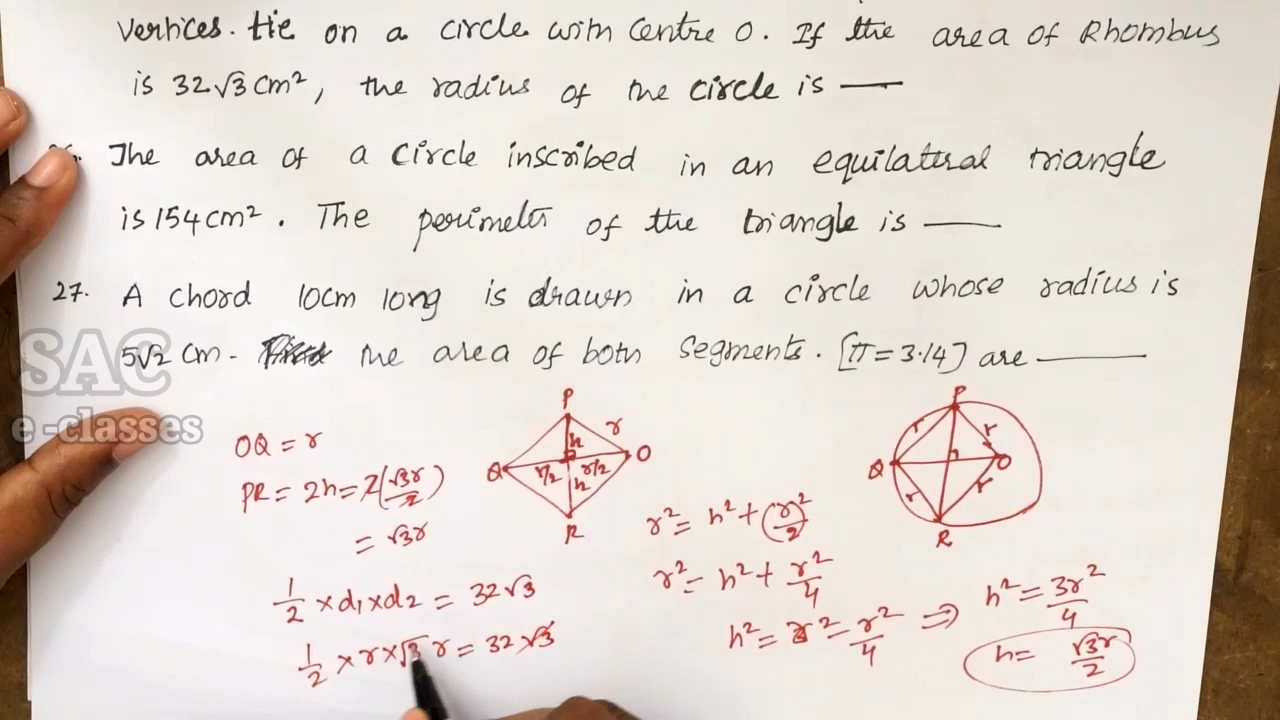 Vertices. lie on a circle with Centre O. If the area of Rhombus
is 32√3 cm², the radius of the circle is —
The area of a circle inscribed in an equilateral triangle
is 154 cm². The perimeter of the triangle is —
27. A chord 10cm long is drawn in a circle whose radius is
5√2 cm. the area of both segments. [π = 3.14] are —
SAC
e-classes
OQ = r
PR = 2h = 2(√3r/2)
= √3r
1/2 × d1 × d2 = 32√3
1/2 × r × √3 r = 32√3
P
r
h
Q r/2 r/2 O
h
R
r² = h² + (r/2)²
r² = h² + r²/4
h² = r² - r²/4 ⇒ h² = 3r²/4
h = √3r/2
P
r r
Q O
r r
R